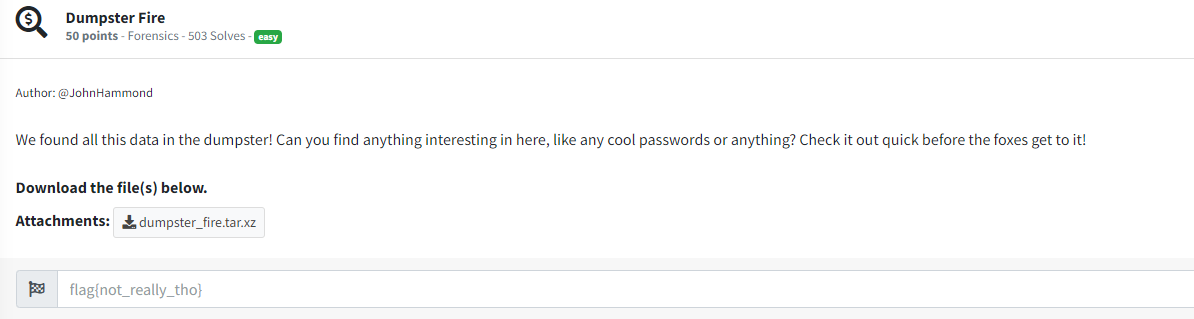 Dumpster Fire
50 points - Forensics - 503 Solves - easy
Author: @JohnHammond
We found all this data in the dumpster! Can you find anything interesting in here, like any cool passwords or anything? Check it out quick before the foxes get to it!
Download the file(s) below.
Attachments: dumpster_fire.tar.xz
flag{not_really_tho}